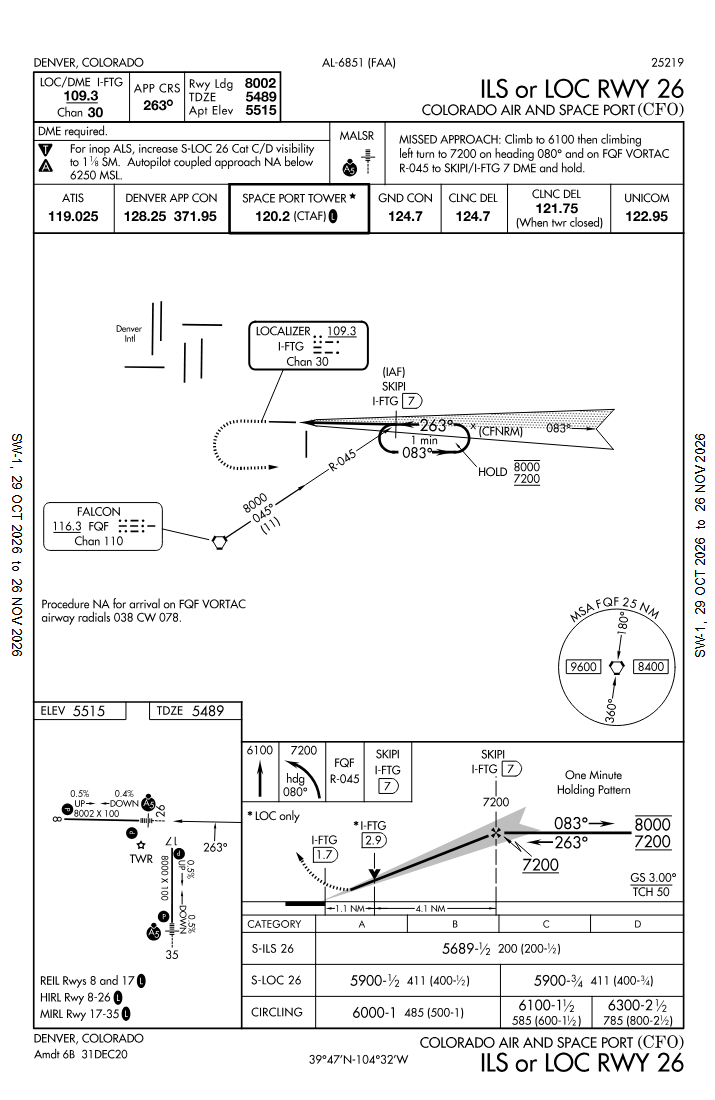 DENVER, COLORADO
AL-6851 (FAA)
25219
LOC/DME I-FTG
109.3
Chan 30
APP CRS
263°
Rwy Ldg 8002
TDZE 5489
Apt Elev 5515
ILS or LOC RWY 26
COLORADO AIR AND SPACE PORT (CFO)
DME required.
T
A
For inop ALS, increase S-LOC 26 Cat C/D visibility
to 1 1/8 SM. Autopilot coupled approach NA below
6250 MSL.
MALSR
A5
MISSED APPROACH: Climb to 6100 then climbing
left turn to 7200 on heading 080° and on FQF VORTAC
R-045 to SKIPI/I-FTG 7 DME and hold.
ATIS
119.025
DENVER APP CON
128.25 371.95
SPACE PORT TOWER ★
120.2 (CTAF) L
GND CON
124.7
CLNC DEL
124.7
CLNC DEL
121.75
(When twr closed)
UNICOM
122.95
Denver
Intl
LOCALIZER 109.3
I-FTG
Chan 30
(IAF)
SKIPI
I-FTG 7
263°
x
(CFNRM)
083°
1 min
083°
HOLD 8000
7200
R-045
8000
045°
(11)
FALCON
116.3 FQF
Chan 110
Procedure NA for arrival on FQF VORTAC
airway radials 038 CW 078.
MSA FQF 25 NM
180°
9600
8400
360°
SW-1, 29 OCT 2026 to 26 NOV 2026
SW-1, 29 OCT 2026 to 26 NOV 2026
ELEV 5515
TDZE 5489
0.5%
UP
0.4%
DOWN
A5
P
8
8002 X 100
26
P
TWR
263°
17
P
8000 X 100
0.5%
UP
DOWN
0.5%
P
A5
35
REIL Rwys 8 and 17 L
HIRL Rwy 8-26 L
MIRL Rwy 17-35 L
6100
7200
hdg
080°
FQF
R-045
SKIPI
I-FTG
7
SKIPI
I-FTG 7
One Minute
Holding Pattern
* LOC only
7200
* I-FTG
2.9
I-FTG
1.7
083°
263°
8000
7200
7200
GS 3.00°
TCH 50
1.1 NM
4.1 NM
CATEGORY A B C D
S-ILS 26 5689-½ 200 (200-½)
S-LOC 26 5900-½ 411 (400-½) 5900-¾ 411 (400-¾)
CIRCLING 6000-1 485 (500-1) 6100-1½ 585 (600-1½) 6300-2½ 785 (800-2½)
DENVER, COLORADO
Amdt 6B 31DEC20
39°47'N-104°32'W
COLORADO AIR AND SPACE PORT (CFO)
ILS or LOC RWY 26